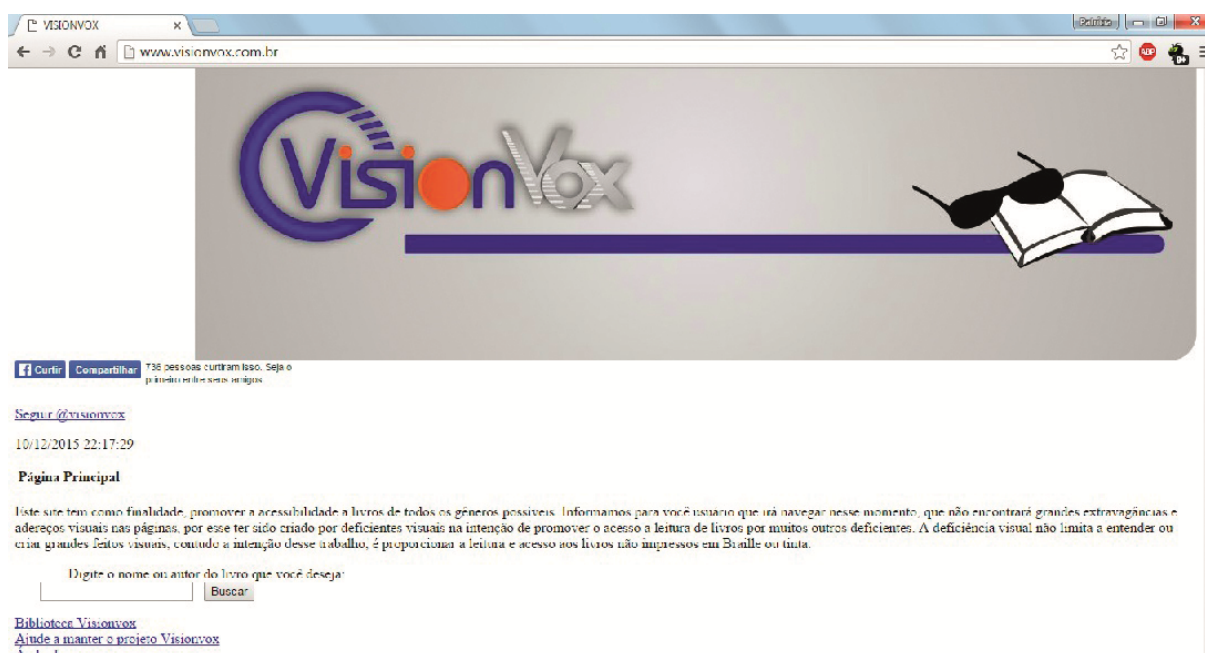 VISIONVOX
www.visionvox.com.br
ABP
VisionVox
Curtir Compartilhar
pessoas curtiram isso. Seja o
primeiro entre seus amigos
Seguir @visionvox
10/12/2015 22:17:29
Página Principal
Este site tem como finalidade, promover a acessibilidade a livros de todos os gêneros possíveis. Informamos para você usuário que irá navegar nesse momento, que não encontrará grandes extravagâncias e
adereços visuais nas páginas, por esse ter sido criado por deficientes visuais na intenção de promover o acesso a leitura de livros por muitos outros deficientes. A deficiência visual não limita a entender ou
criar grandes feitos visuais, contudo a intenção desse trabalho, é proporcionar a leitura e acesso aos livros não impressos em Braille ou tinta.
Digite o nome ou autor do livro que você deseja:
Buscar
Biblioteca Visionvox
Ajude a manter o projeto Visionvox